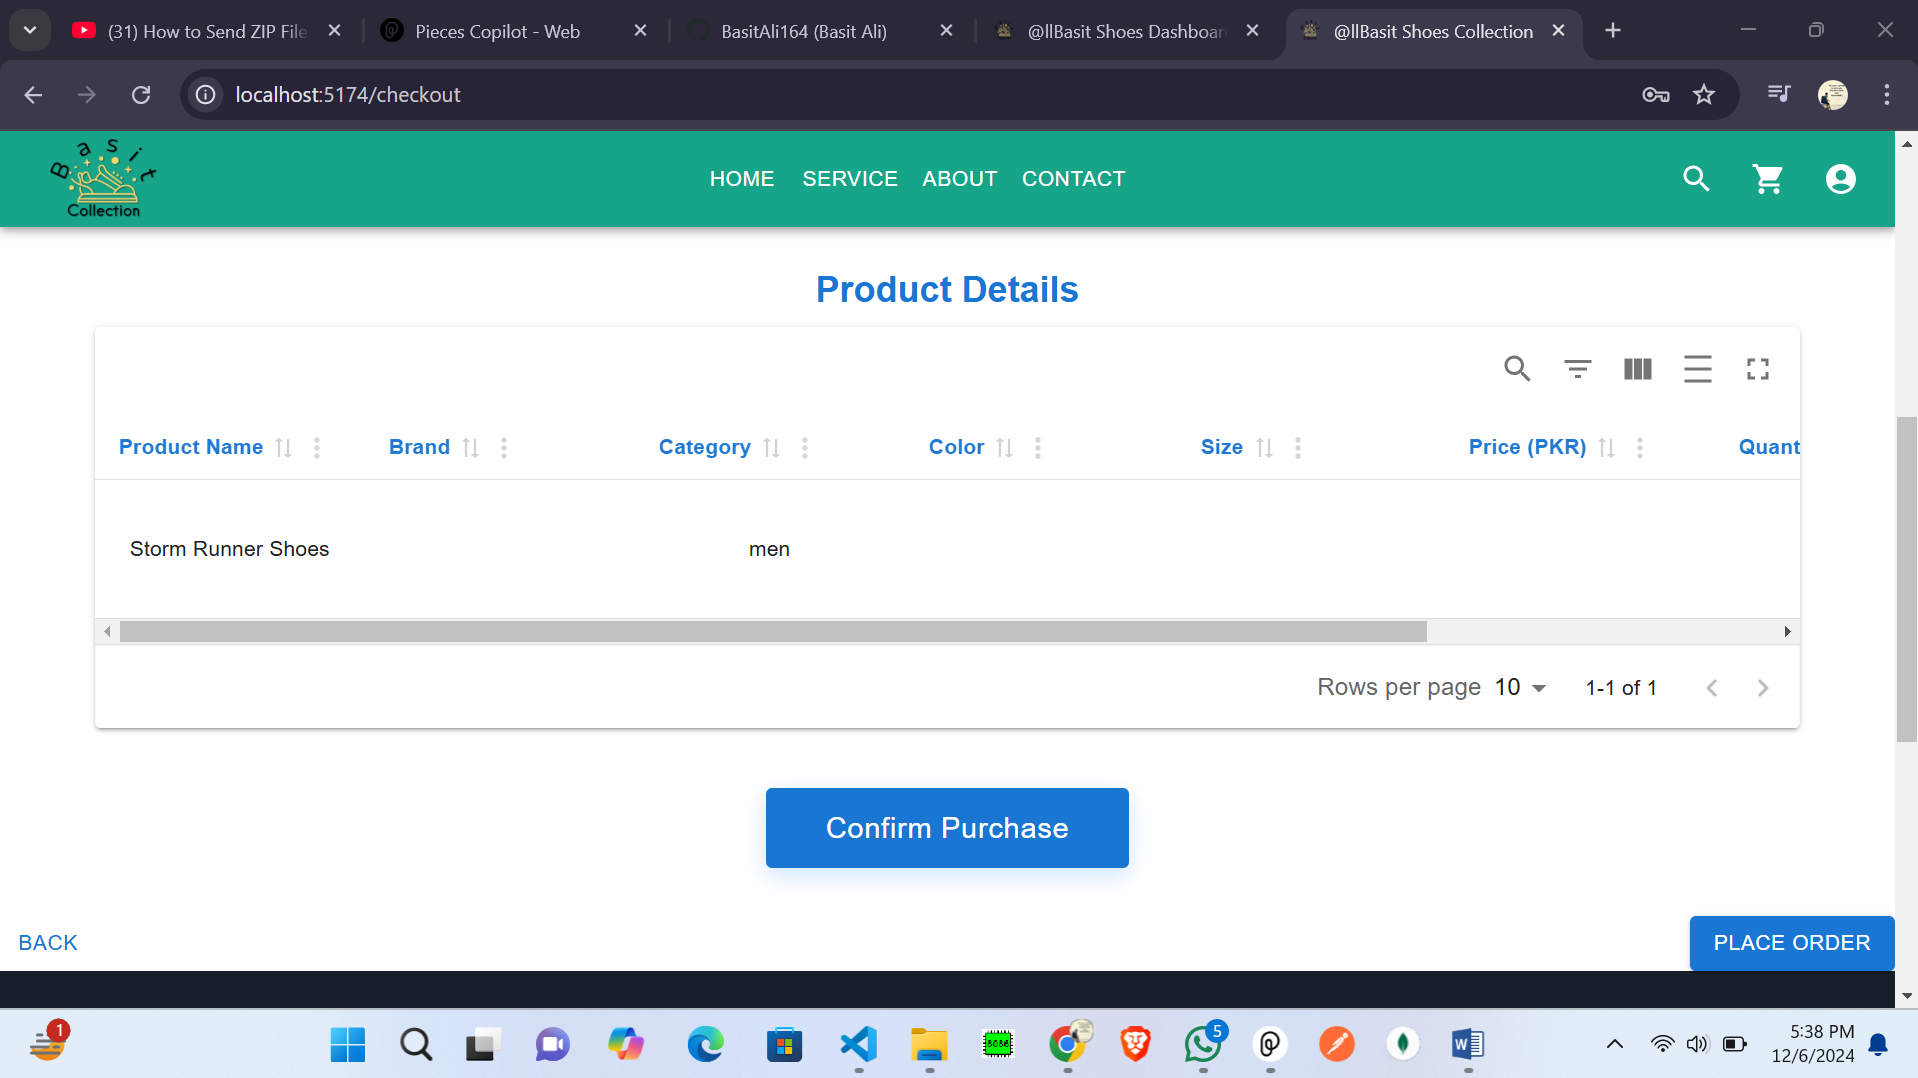 (31) How to Send ZIP File
Pieces Copilot - Web
BasitAli164 (Basit Ali)
@llBasit Shoes Dashboar
@llBasit Shoes Collection
localhost:5174/checkout
Basit
Collection
HOME SERVICE ABOUT CONTACT
Product Details
Product Name Brand Category Color Size Price (PKR) Quant
Storm Runner Shoes men
Rows per page 10 1-1 of 1
Confirm Purchase
BACK PLACE ORDER
1
8086
5
5:38 PM
12/6/2024